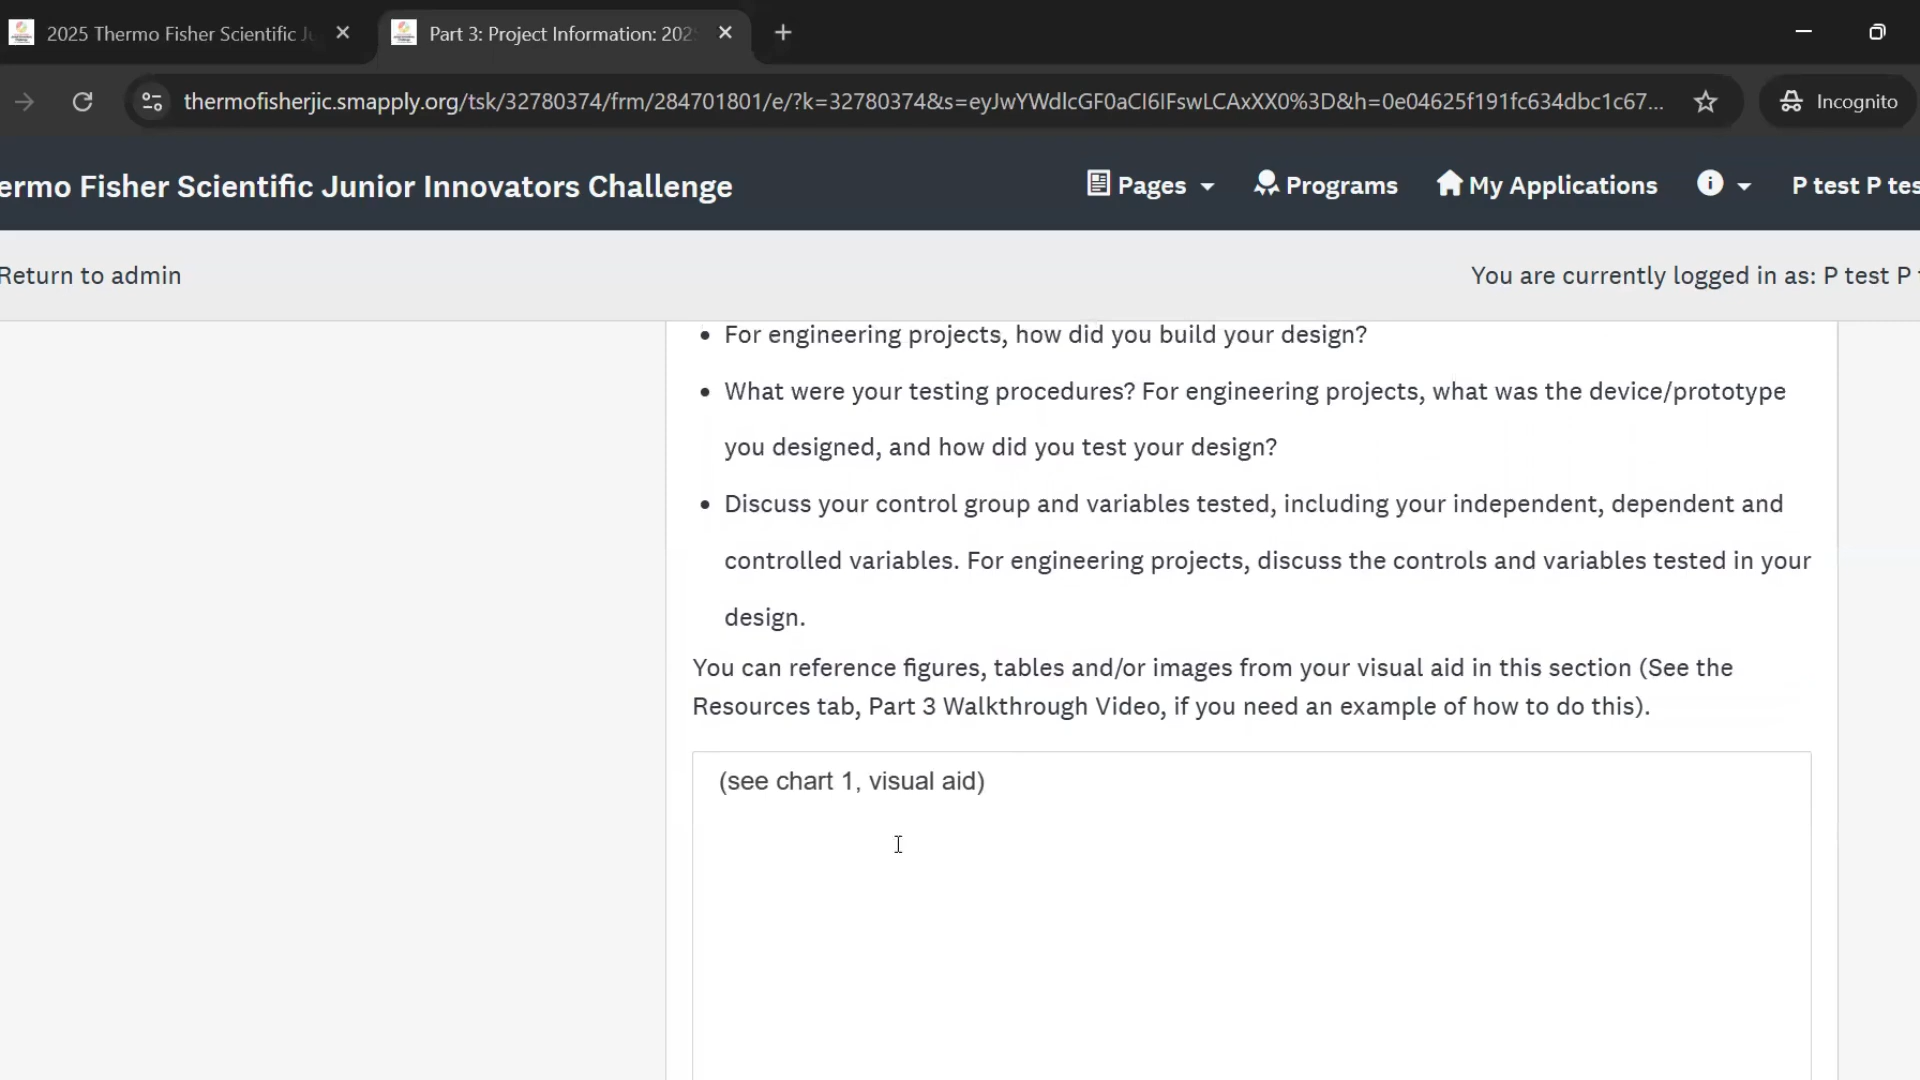 2025 Thermo Fisher Scientific Ju
Part 3: Project Information: 202
thermofisherjic.smapply.org/tsk/32780374/frm/284701801/e/?k=32780374&s=eyJwYWdlcGF0aCI6IFswLCAxXX0%3D&h=0e04625f191fc634dbc1c67...
Incognito
ermo Fisher Scientific Junior Innovators Challenge
Pages
Programs
My Applications
P test P tes
Return to admin
You are currently logged in as: P test P
• For engineering projects, how did you build your design?
• What were your testing procedures? For engineering projects, what was the device/prototype
you designed, and how did you test your design?
• Discuss your control group and variables tested, including your independent, dependent and
controlled variables. For engineering projects, discuss the controls and variables tested in your
design.
You can reference figures, tables and/or images from your visual aid in this section (See the
Resources tab, Part 3 Walkthrough Video, if you need an example of how to do this).
(see chart 1, visual aid)